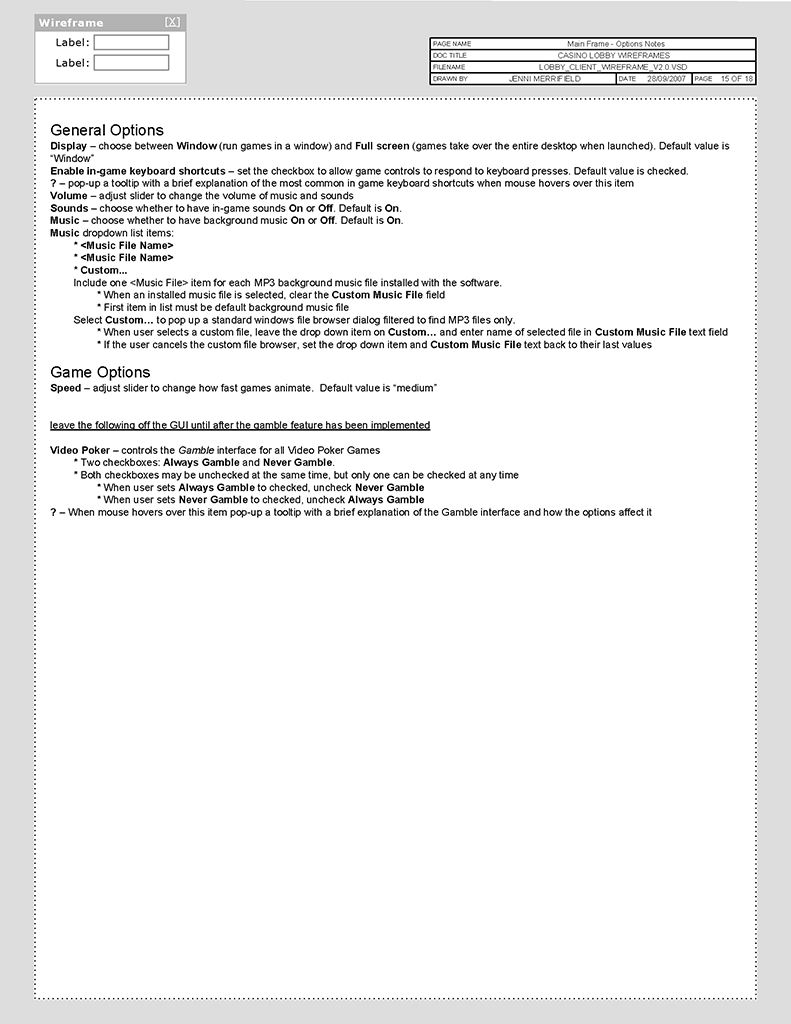 Wireframe [X]
Label:
Label:
PAGE NAME Main Frame - Options Notes
DOC TITLE CASINO LOBBY WIREFRAMES
FILENAME LOBBY_CLIENT_WIREFRAME_V2.0.VSD
DRAWN BY JENNI MERRIFIELD DATE 28/09/2007 PAGE 15 OF 18
General Options
Display – choose between Window (run games in a window) and Full screen (games take over the entire desktop when launched). Default value is
“Window”
Enable in-game keyboard shortcuts – set the checkbox to allow game controls to respond to keyboard presses. Default value is checked.
? – pop-up a tooltip with a brief explanation of the most common in game keyboard shortcuts when mouse hovers over this item
Volume – adjust slider to change the volume of music and sounds
Sounds – choose whether to have in-game sounds On or Off. Default is On.
Music – choose whether to have background music On or Off. Default is On.
Music dropdown list items:
* <Music File Name>
* <Music File Name>
* Custom...
Include one <Music File> item for each MP3 background music file installed with the software.
* When an installed music file is selected, clear the Custom Music File field
* First item in list must be default background music file
Select Custom… to pop up a standard windows file browser dialog filtered to find MP3 files only.
* When user selects a custom file, leave the drop down item on Custom… and enter name of selected file in Custom Music File text field
* If the user cancels the custom file browser, set the drop down item and Custom Music File text back to their last values
Game Options
Speed – adjust slider to change how fast games animate. Default value is “medium”
leave the following off the GUI until after the gamble feature has been implemented
Video Poker – controls the Gamble interface for all Video Poker Games
* Two checkboxes: Always Gamble and Never Gamble.
* Both checkboxes may be unchecked at the same time, but only one can be checked at any time
* When user sets Always Gamble to checked, uncheck Never Gamble
* When user sets Never Gamble to checked, uncheck Always Gamble
? – When mouse hovers over this item pop-up a tooltip with a brief explanation of the Gamble interface and how the options affect it